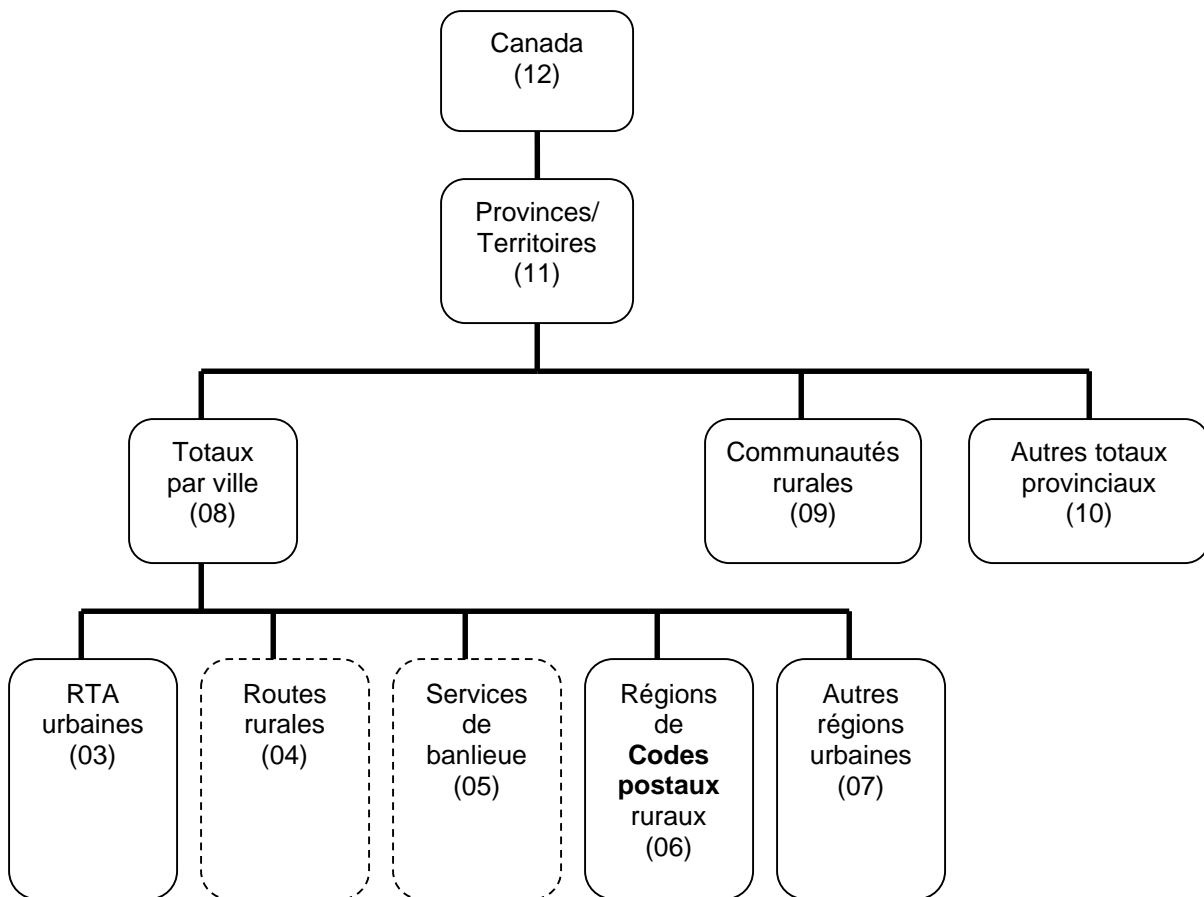 Canada
(12)
Provinces/
Territoires
(11)
Totaux
par ville
(08)
Communautés
rurales
(09)
Autres totaux
provinciaux
(10)
RTA
urbaines
(03)
Routes
rurales
(04)
Services
de
banlieue
(05)
Régions
de
Codes
postaux
ruraux
(06)
Autres
régions
urbaines
(07)